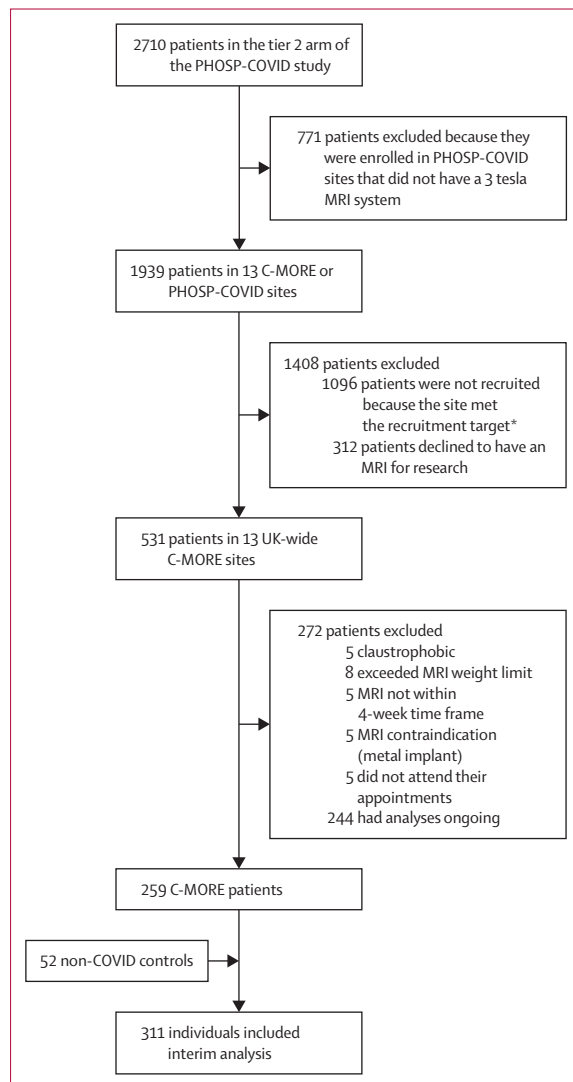 2710 patients in the tier 2 arm of
the PHOSP-COVID study
771 patients excluded because they
were enrolled in PHOSP-COVID
sites that did not have a 3 tesla
MRI system
1939 patients in 13 C-MORE or
PHOSP-COVID sites
1408 patients excluded
1096 patients were not recruited
because the site met
the recruitment target*
312 patients declined to have an
MRI for research
531 patients in 13 UK-wide
C-MORE sites
272 patients excluded
5 claustrophobic
8 exceeded MRI weight limit
5 MRI not within
4-week time frame
5 MRI contraindication
(metal implant)
5 did not attend their
appointments
244 had analyses ongoing
259 C-MORE patients
52 non-COVID controls
311 individuals included
interim analysis